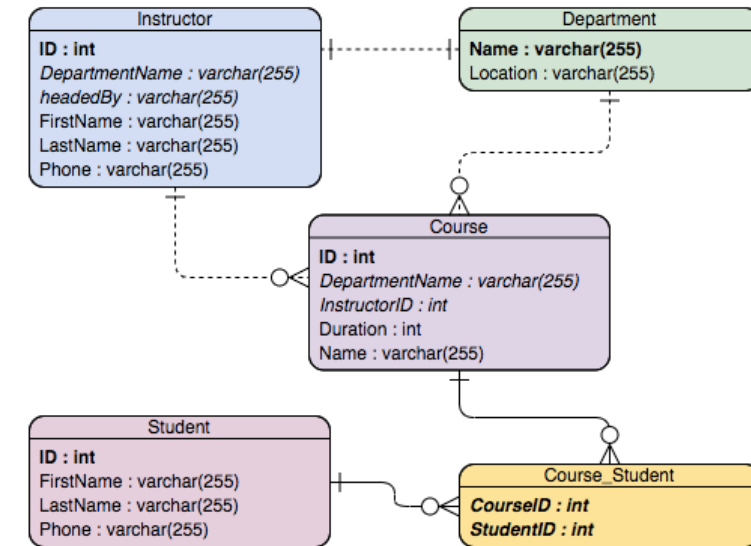 Instructor
ID : int
DepartmentName : varchar(255)
headedBy : varchar(255)
FirstName : varchar(255)
LastName : varchar(255)
Phone : varchar(255)
Department
Name : varchar(255)
Location : varchar(255)
Course
ID : int
DepartmentName : varchar(255)
InstructorID : int
Duration : int
Name : varchar(255)
Student
ID : int
FirstName : varchar(255)
LastName : varchar(255)
Phone : varchar(255)
Course_Student
CourseID : int
StudentID : int